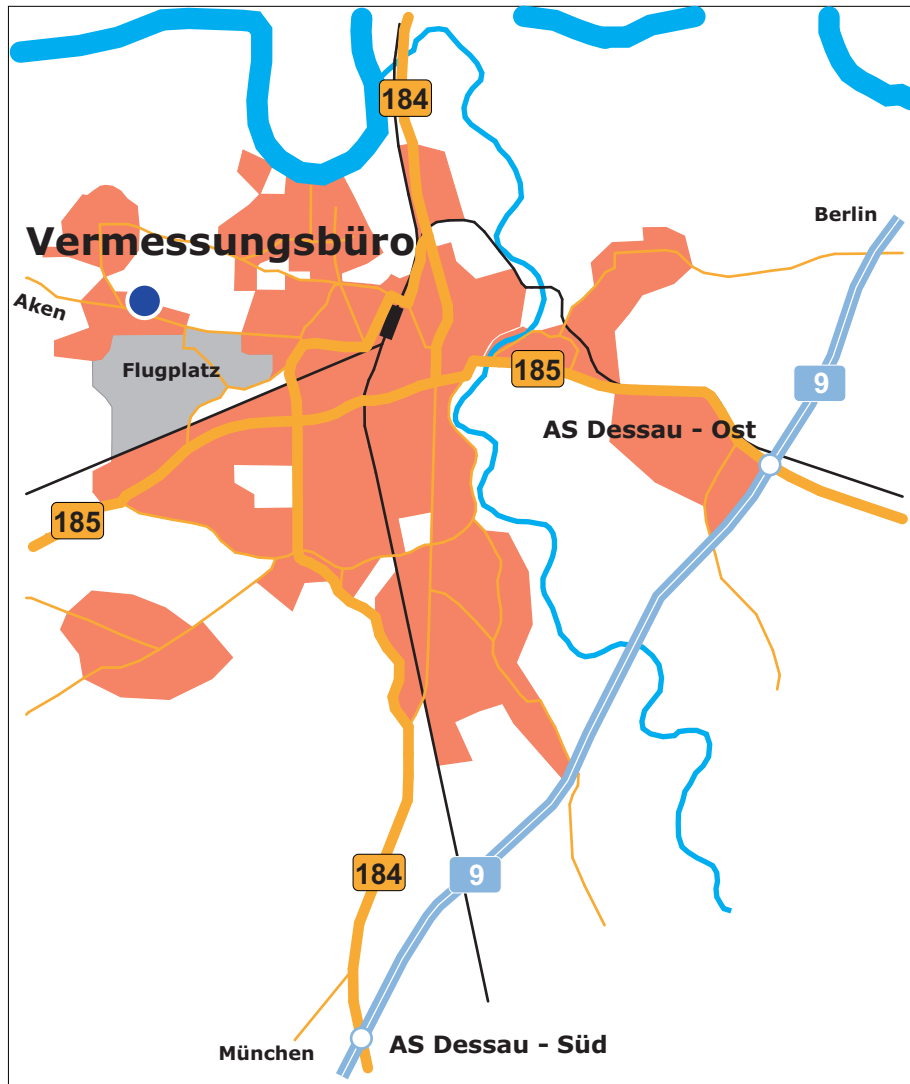 184
Berlin
Vermessungsbüro
Aken
Flugplatz
185
9
AS Dessau - Ost
185
184
9
München
AS Dessau - Süd